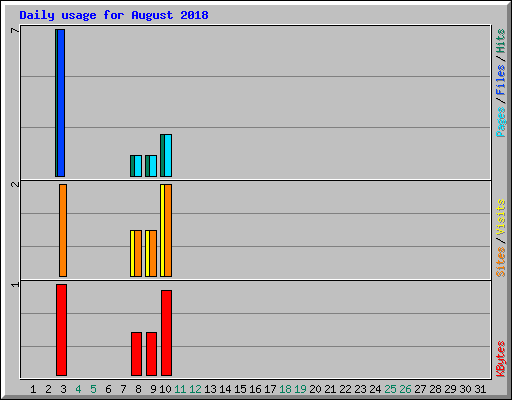 Daily usage for August 2018
7
Pages/Files/Hits
2
Sites/Visits
1
KBytes
1 2 3 4 5 6 7 8 9 10 11 12 13 14 15 16 17 18 19 20 21 22 23 24 25 26 27 28 29 30 31